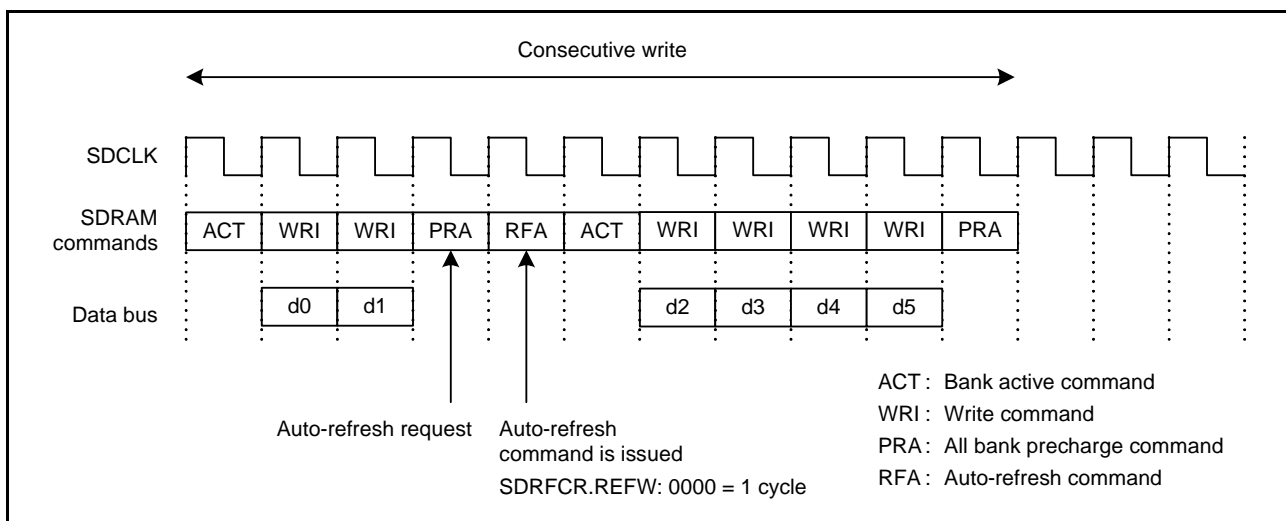 Consecutive write
SDCLK
SDRAM
commands
ACT WRI WRI PRA RFA ACT WRI WRI WRI WRI PRA
Data bus
d0 d1 d2 d3 d4 d5
Auto-refresh request
Auto-refresh
command is issued
SDRFCR.REFW: 0000 = 1 cycle
ACT : Bank active command
WRI : Write command
PRA : All bank precharge command
RFA : Auto-refresh command